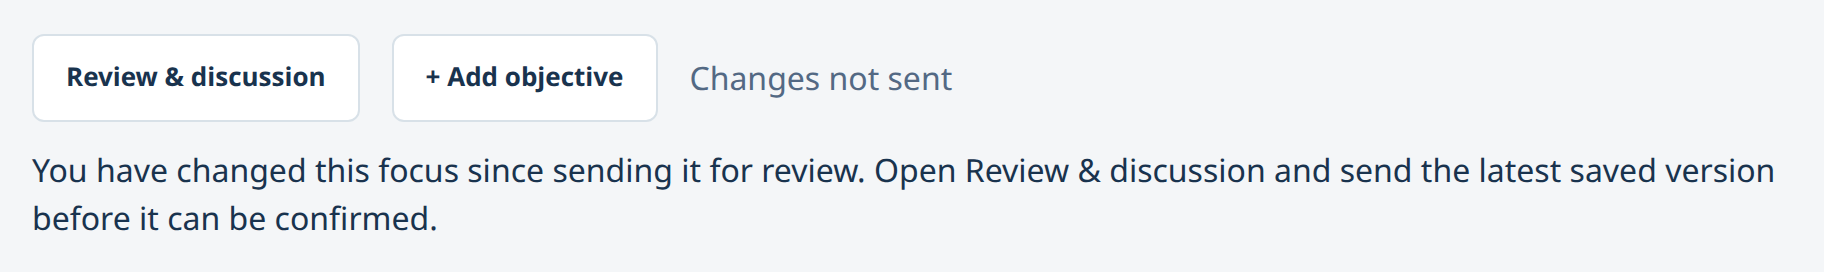 Review & discussion + Add objective Changes not sent
You have changed this focus since sending it for review. Open Review & discussion and send the latest saved version
before it can be confirmed.